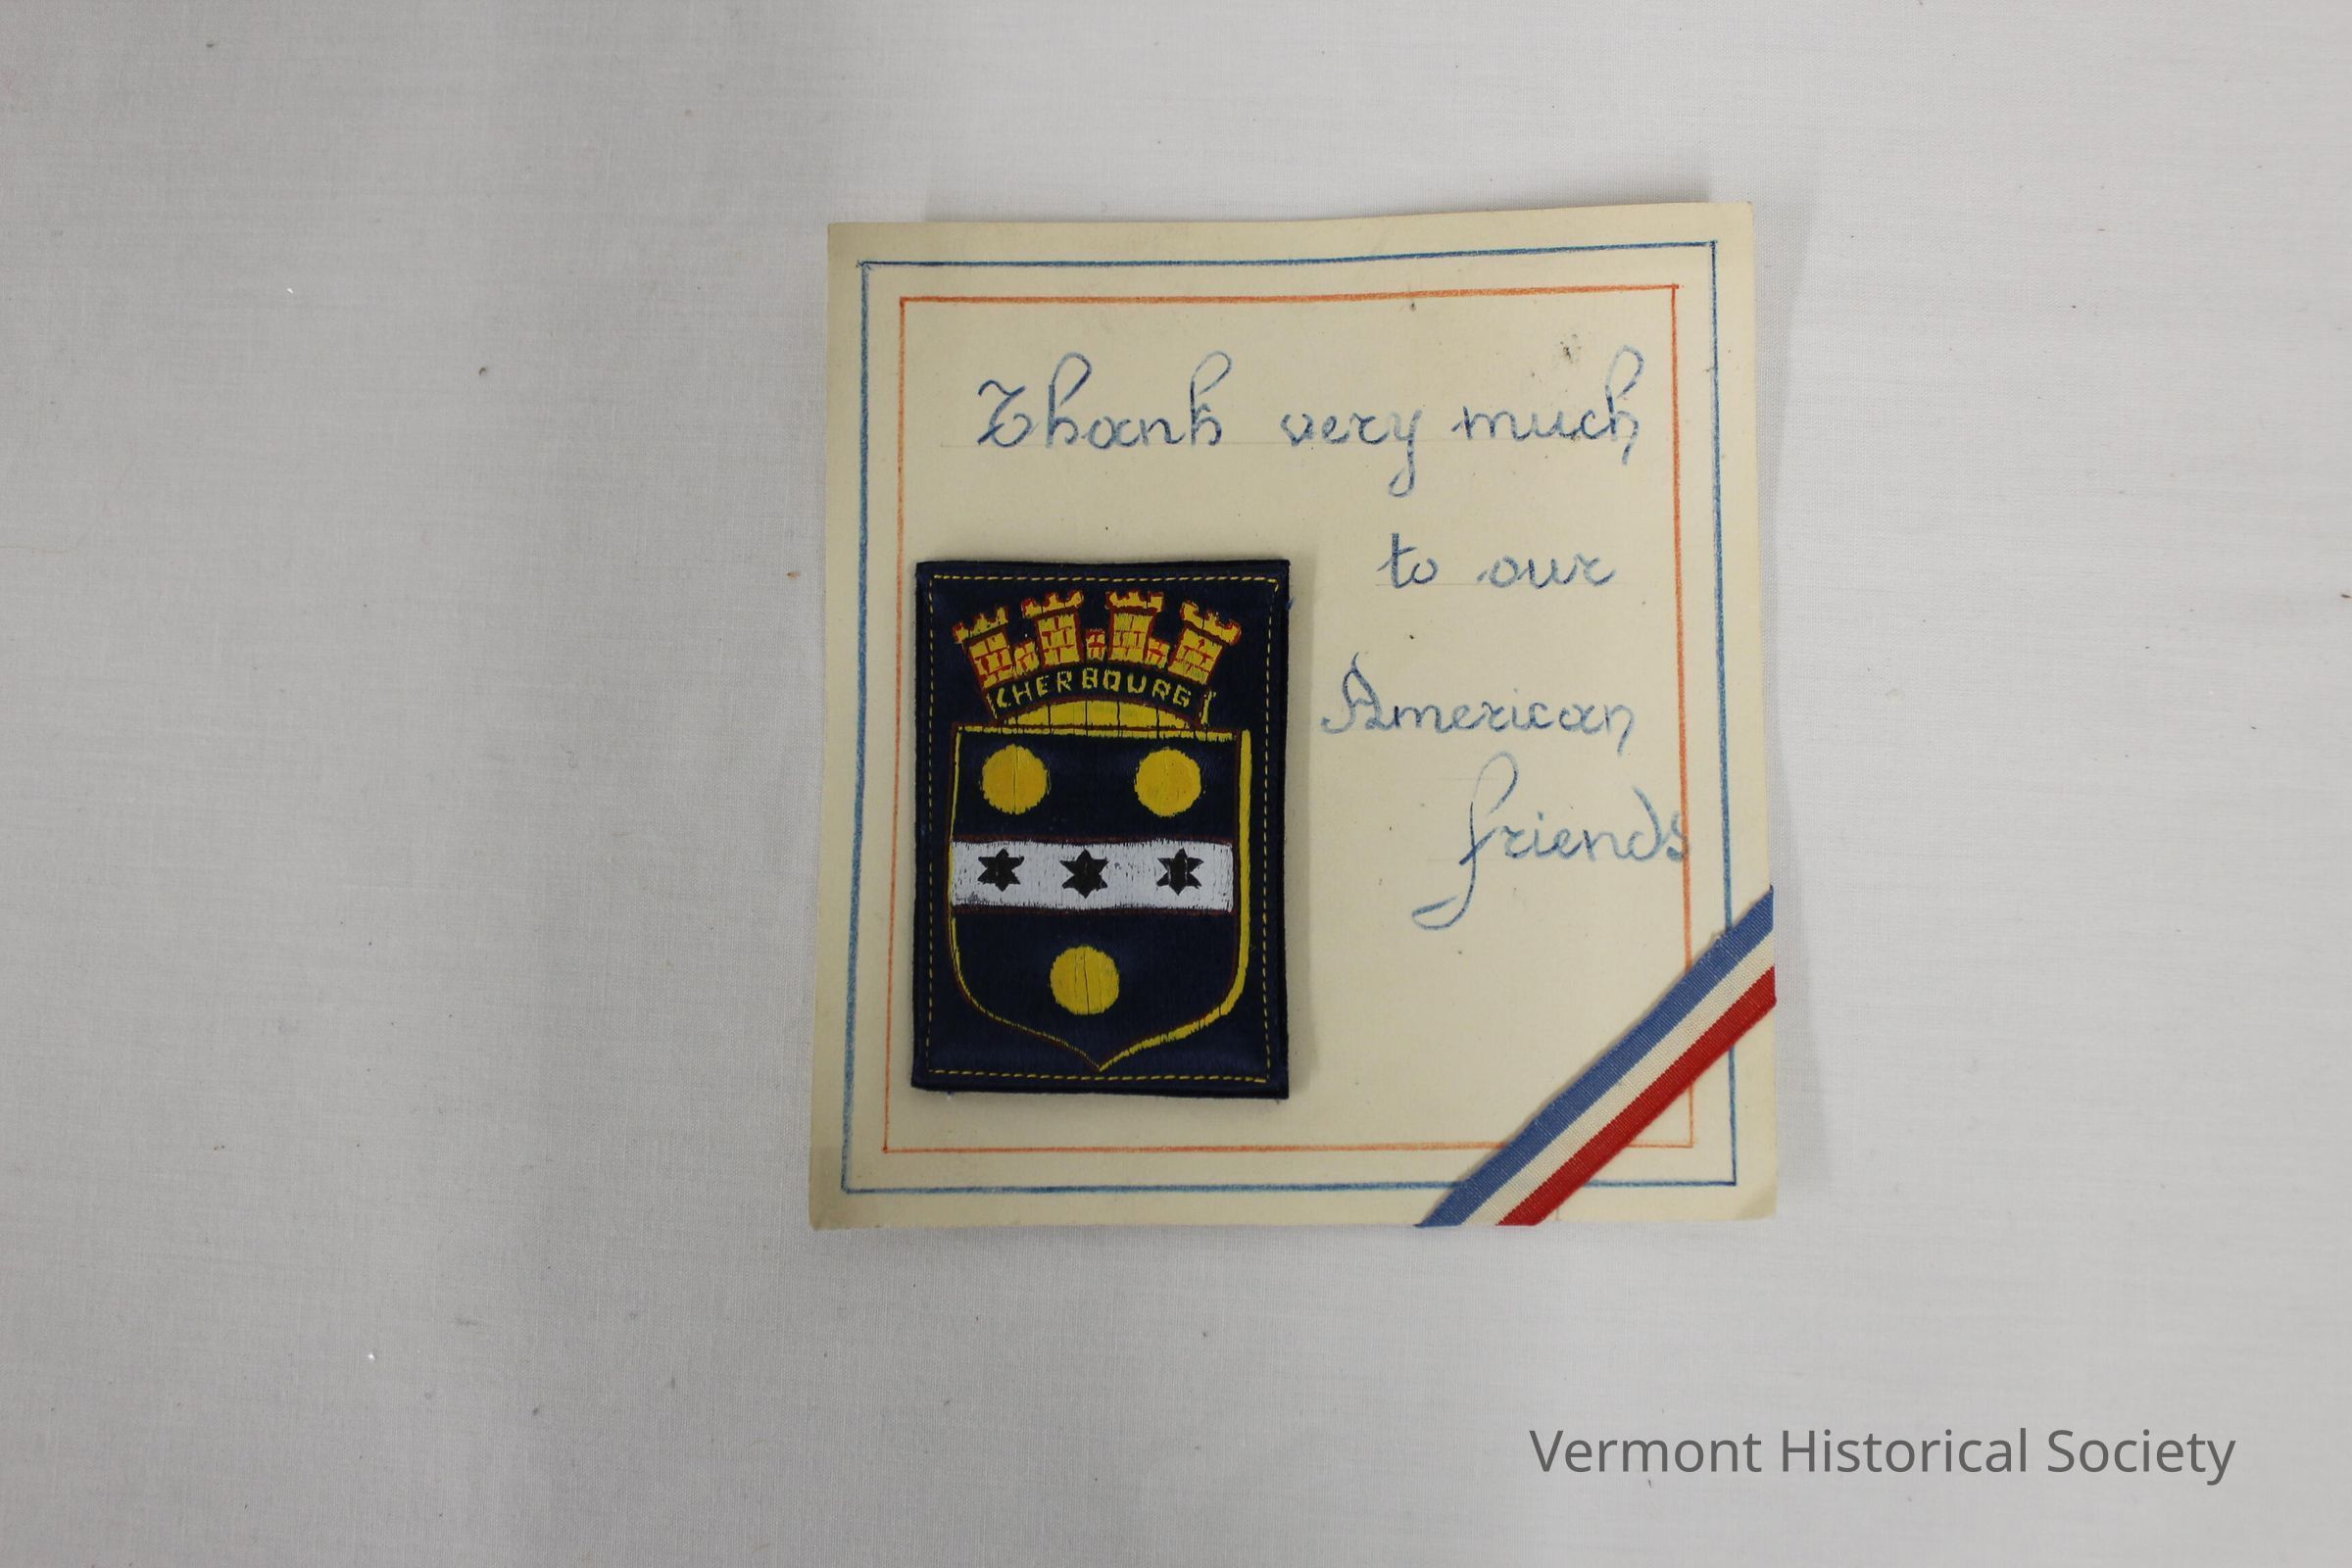 Thank very much
to our
American
friends
CHERBOURG
Vermont Historical Society